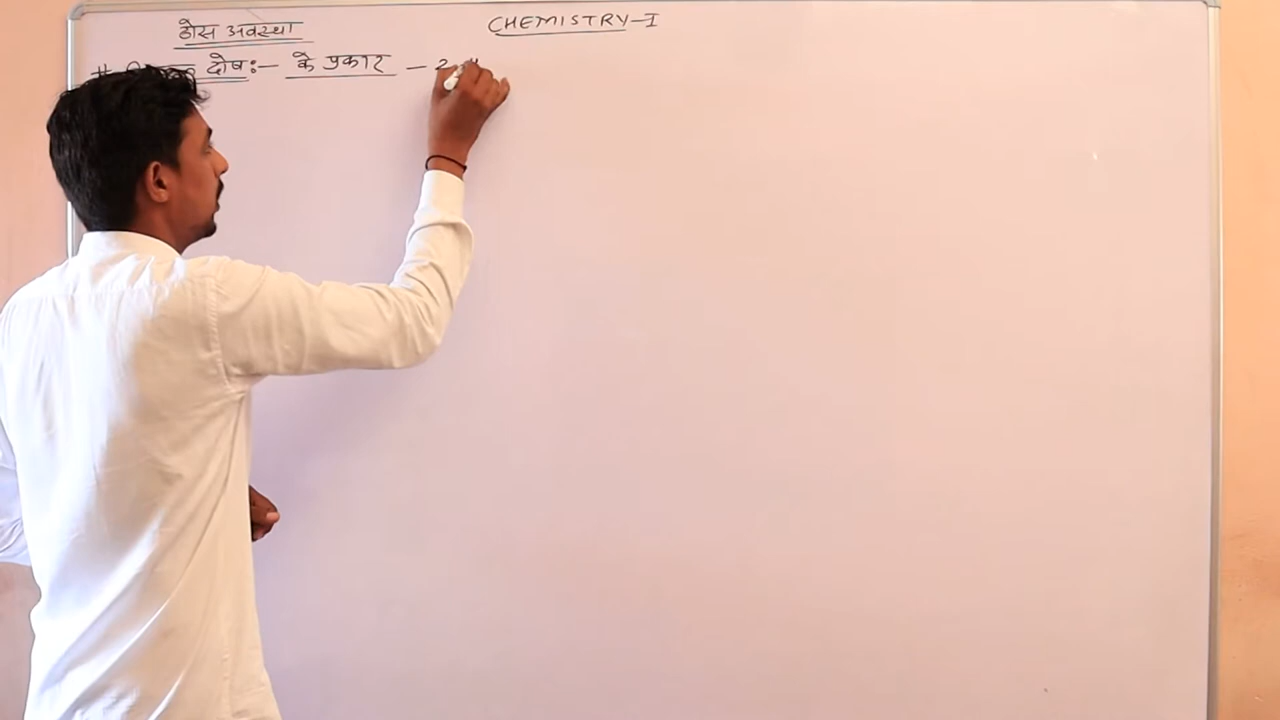 ठोस अवस्था CHEMISTRY-I
# दोष :- के प्रकार -